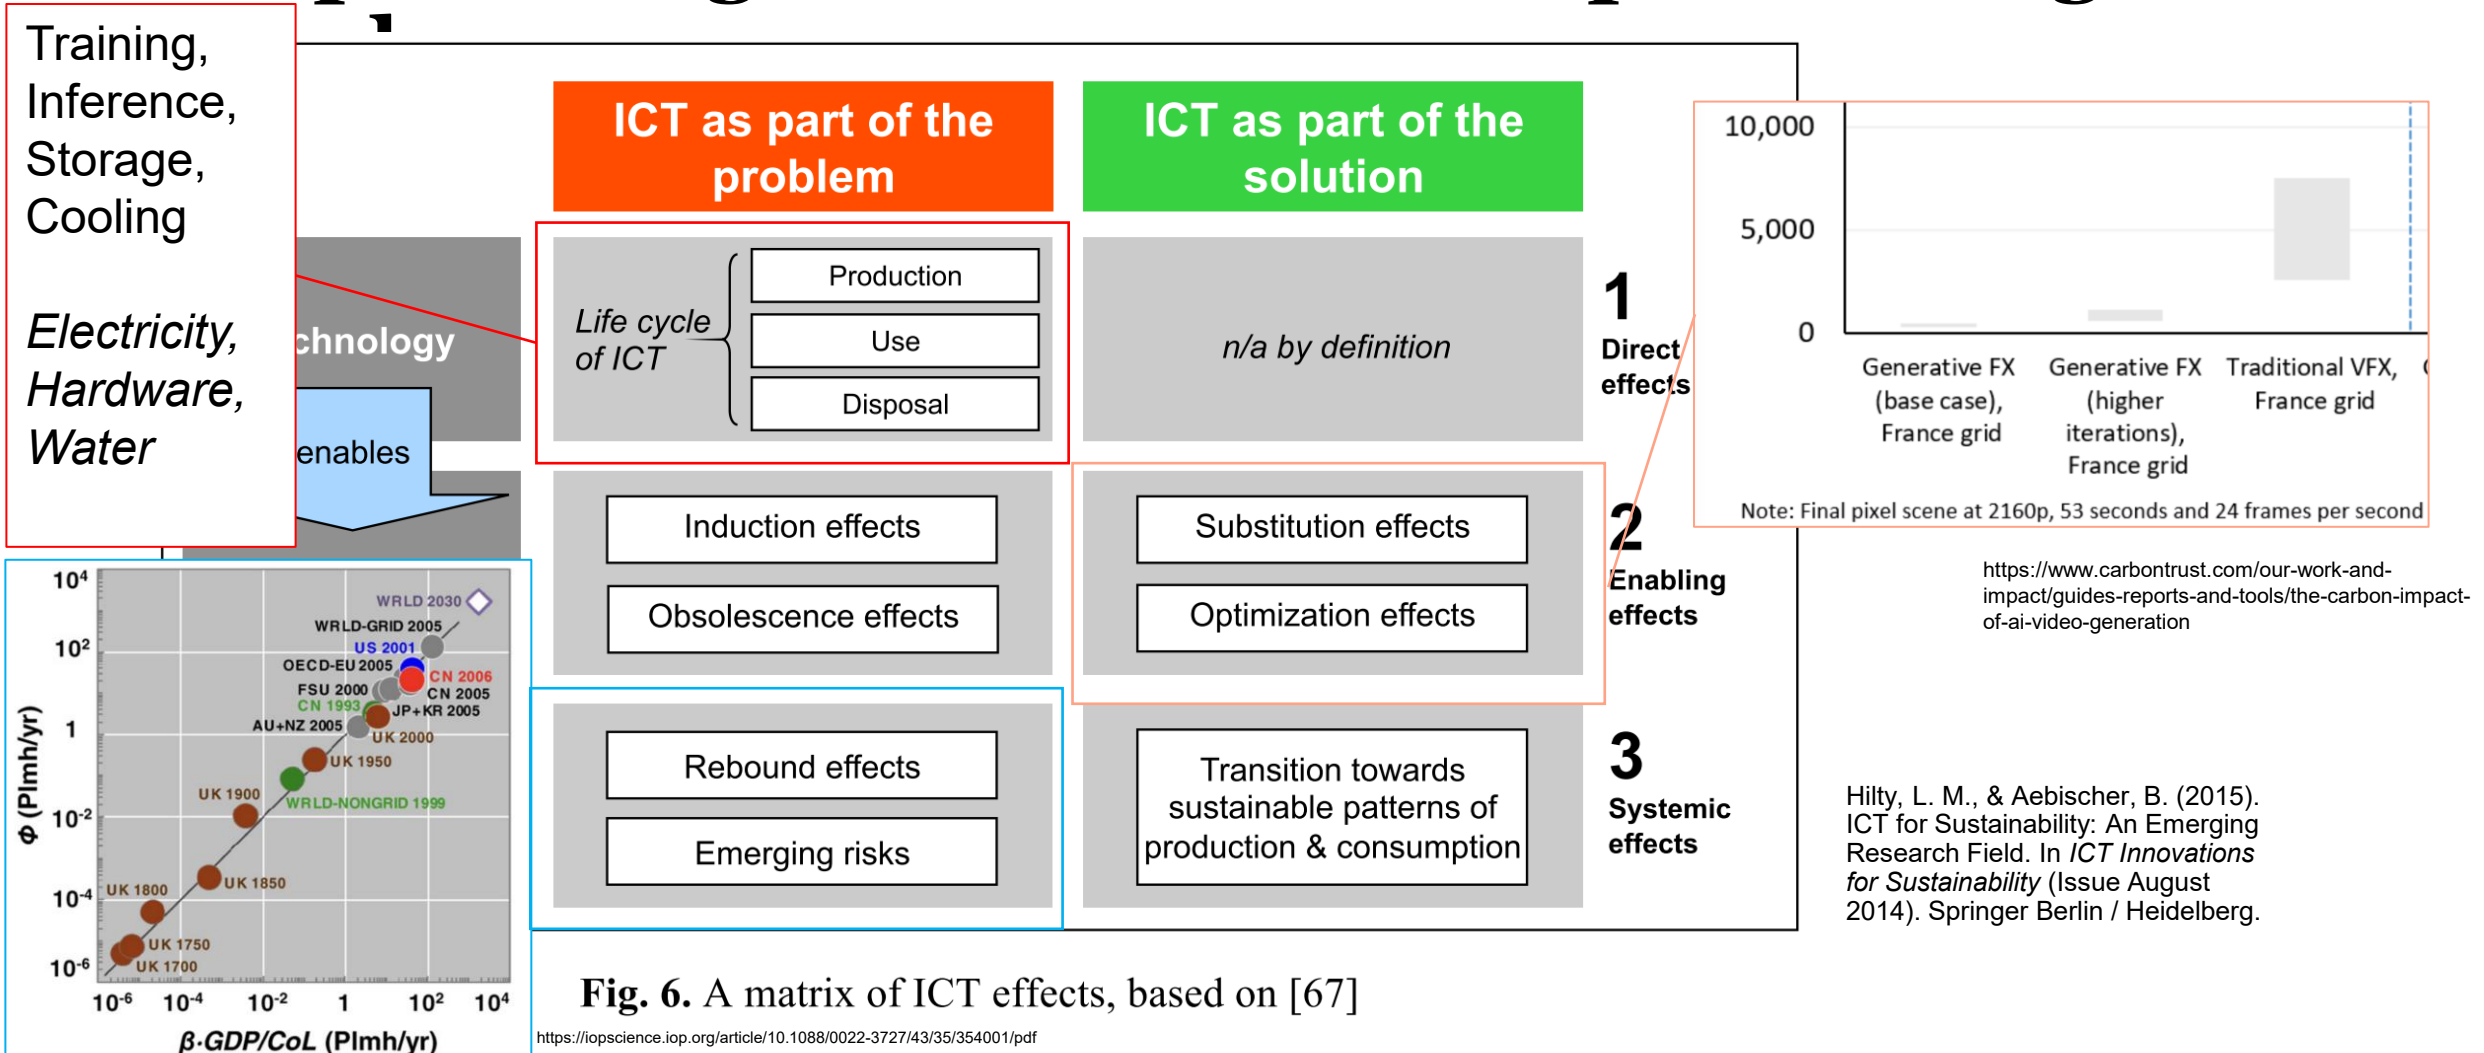 Training,
Inference,
Storage,
Cooling
Electricity,
Hardware,
Water
ICT as part of the
problem
ICT as part of the
solution
chnology
enables
Life cycle
of ICT
Production
Use
Disposal
n/a by definition
1
Direct
effects
Induction effects
Obsolescence effects
Substitution effects
Optimization effects
2
Enabling
effects
Rebound effects
Emerging risks
Transition towards
sustainable patterns of
production & consumption
3
Systemic
effects
10,000
5,000
0
Generative FX
(base case),
France grid
Generative FX
(higher
iterations),
France grid
Traditional VFX,
France grid
Note: Final pixel scene at 2160p, 53 seconds and 24 frames per second
https://www.carbontrust.com/our-work-and-
impact/guides-reports-and-tools/the-carbon-impact-
of-ai-video-generation
Hilty, L. M., & Aebischer, B. (2015).
ICT for Sustainability: An Emerging
Research Field. In ICT Innovations
for Sustainability (Issue August
2014). Springer Berlin / Heidelberg.
Φ (Plmh/yr)
10⁴
10²
1
10⁻²
10⁻⁴
10⁻⁶
WRLD 2030
WRLD-GRID 2005
US 2001
OECD-EU 2005
CN 2006
FSU 2000
CN 2005
CN 1993
JP+KR 2005
AU+NZ 2005
UK 2000
UK 1950
UK 1900
WRLD-NONGRID 1999
UK 1850
UK 1800
UK 1750
UK 1700
10⁻⁶ 10⁻⁴ 10⁻² 1 10² 10⁴
β·GDP/CoL (Plmh/yr)
Fig. 6. A matrix of ICT effects, based on [67]
https://iopscience.iop.org/article/10.1088/0022-3727/43/35/354001/pdf